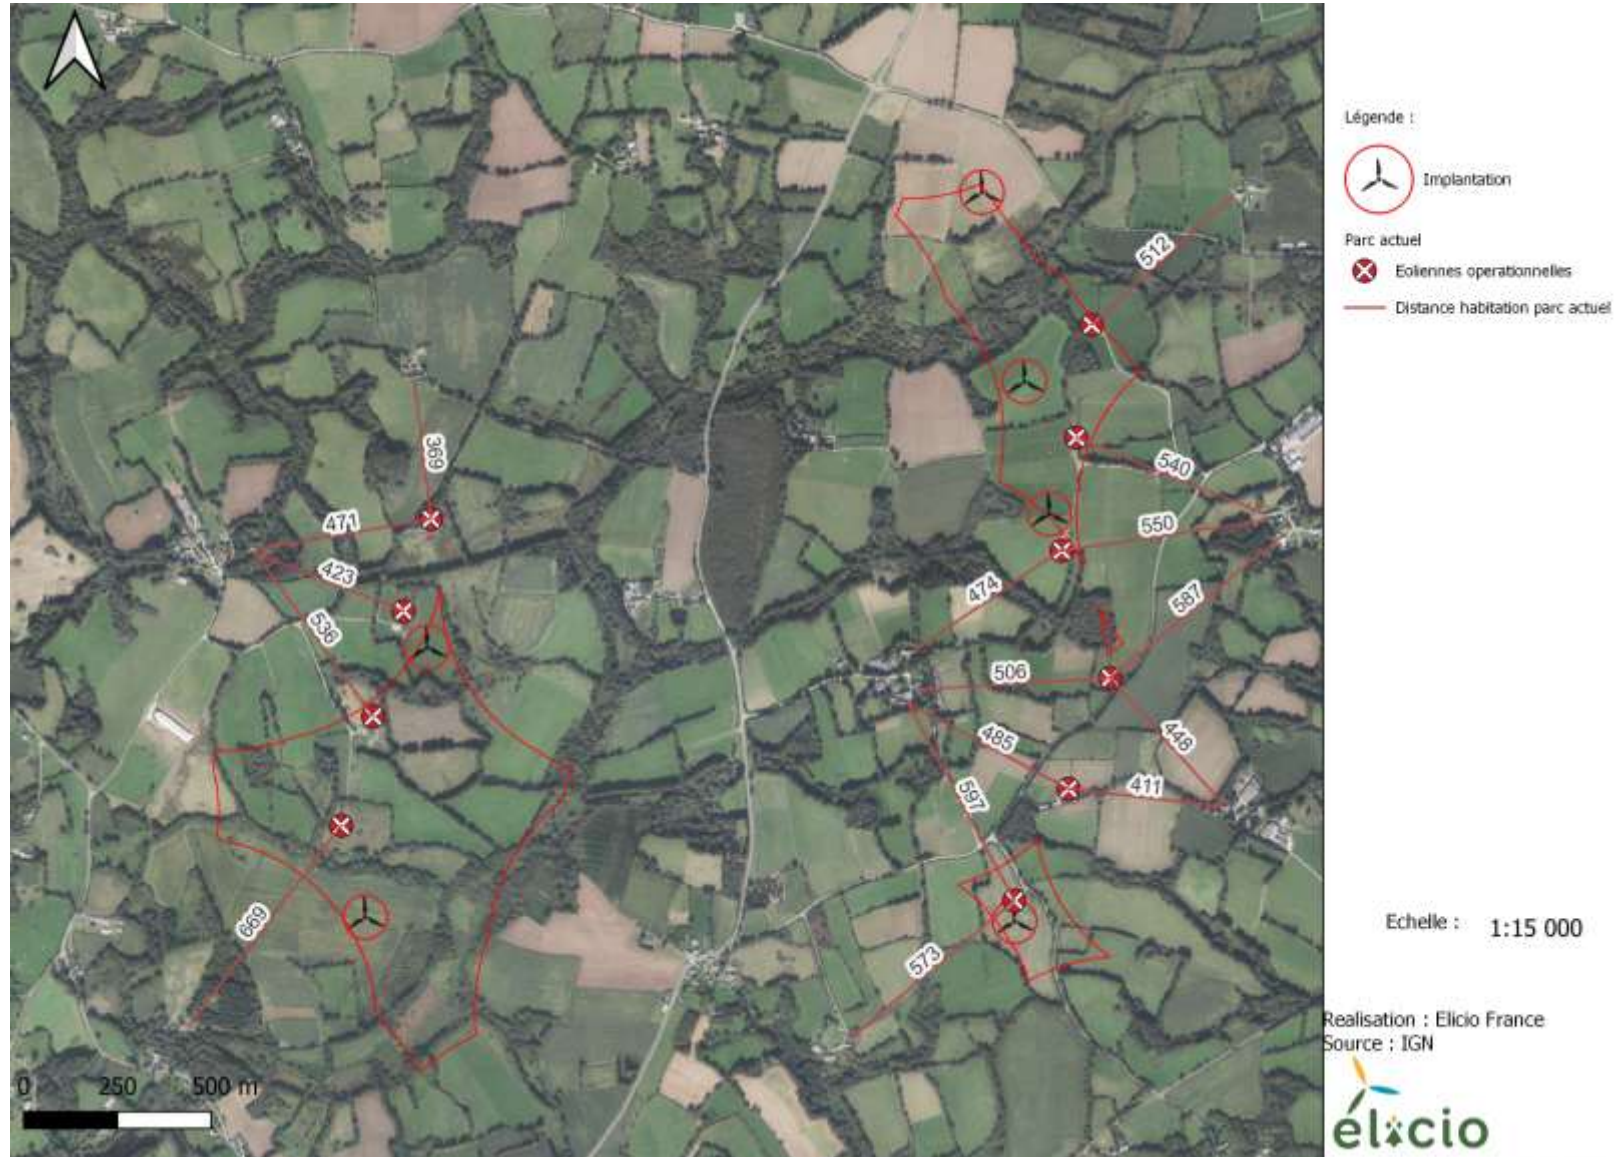 Légende :
Implantation
Parc actuel
Eoliennes operationnelles
Distance habitation parc actuel
512
540
550
474
587
506
448
485
411
597
573
369
471
423
536
669
0 250 500 m
Echelle : 1:15 000
Realisation : Elicio France
Source : IGN
élicio